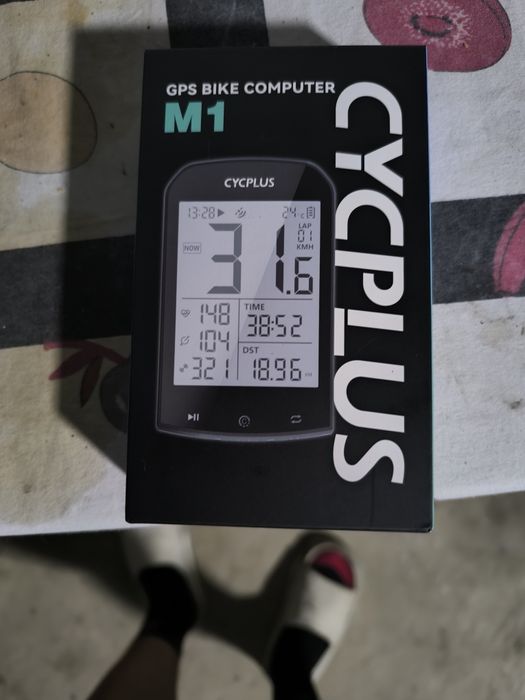 GPS BIKE COMPUTER
M1
CYCPLUS
CYCPLUS
13:28 24 C
NOW 31.6 LAP 01 KMH
148
104
321
TIME
38:52
DST
18.96 KM